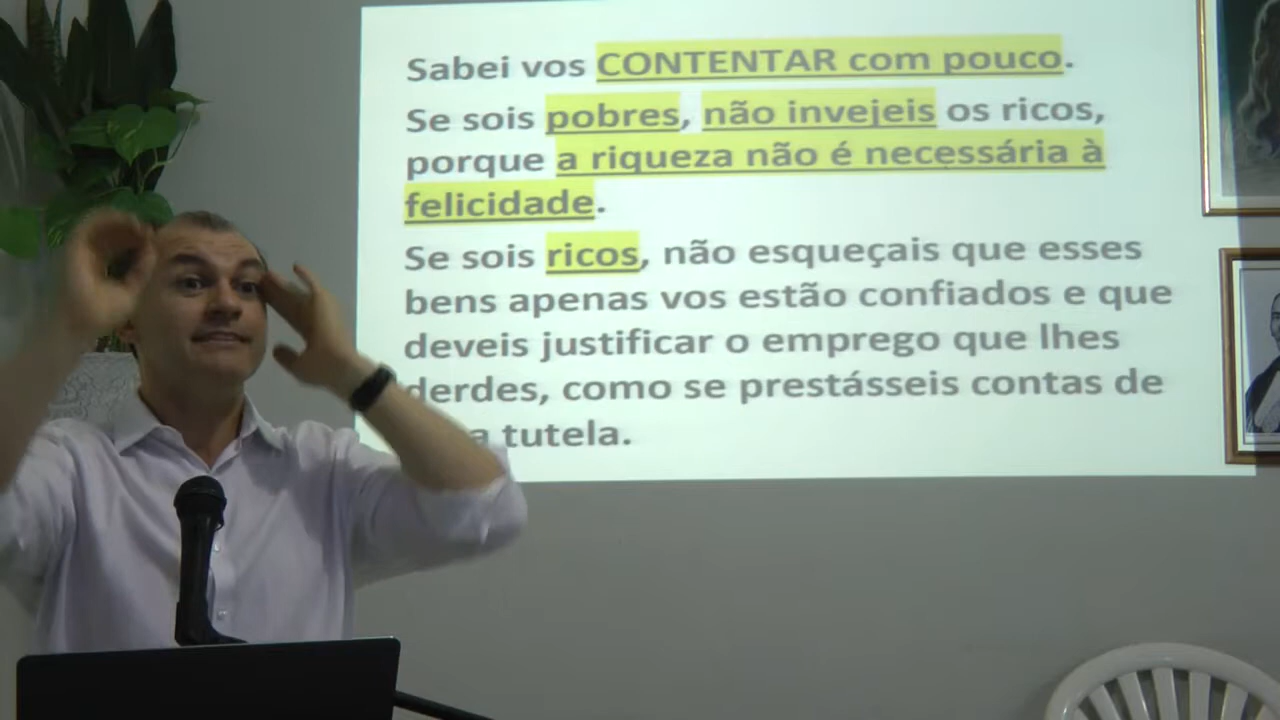 Sabei vos CONTENTAR com pouco.
Se sois pobres, não invejeis os ricos,
porque a riqueza não é necessária à
felicidade.
Se sois ricos, não esqueçais que esses
bens apenas vos estão confiados e que
deveis justificar o emprego que lhes
derdes, como se prestásseis contas de
tutela.